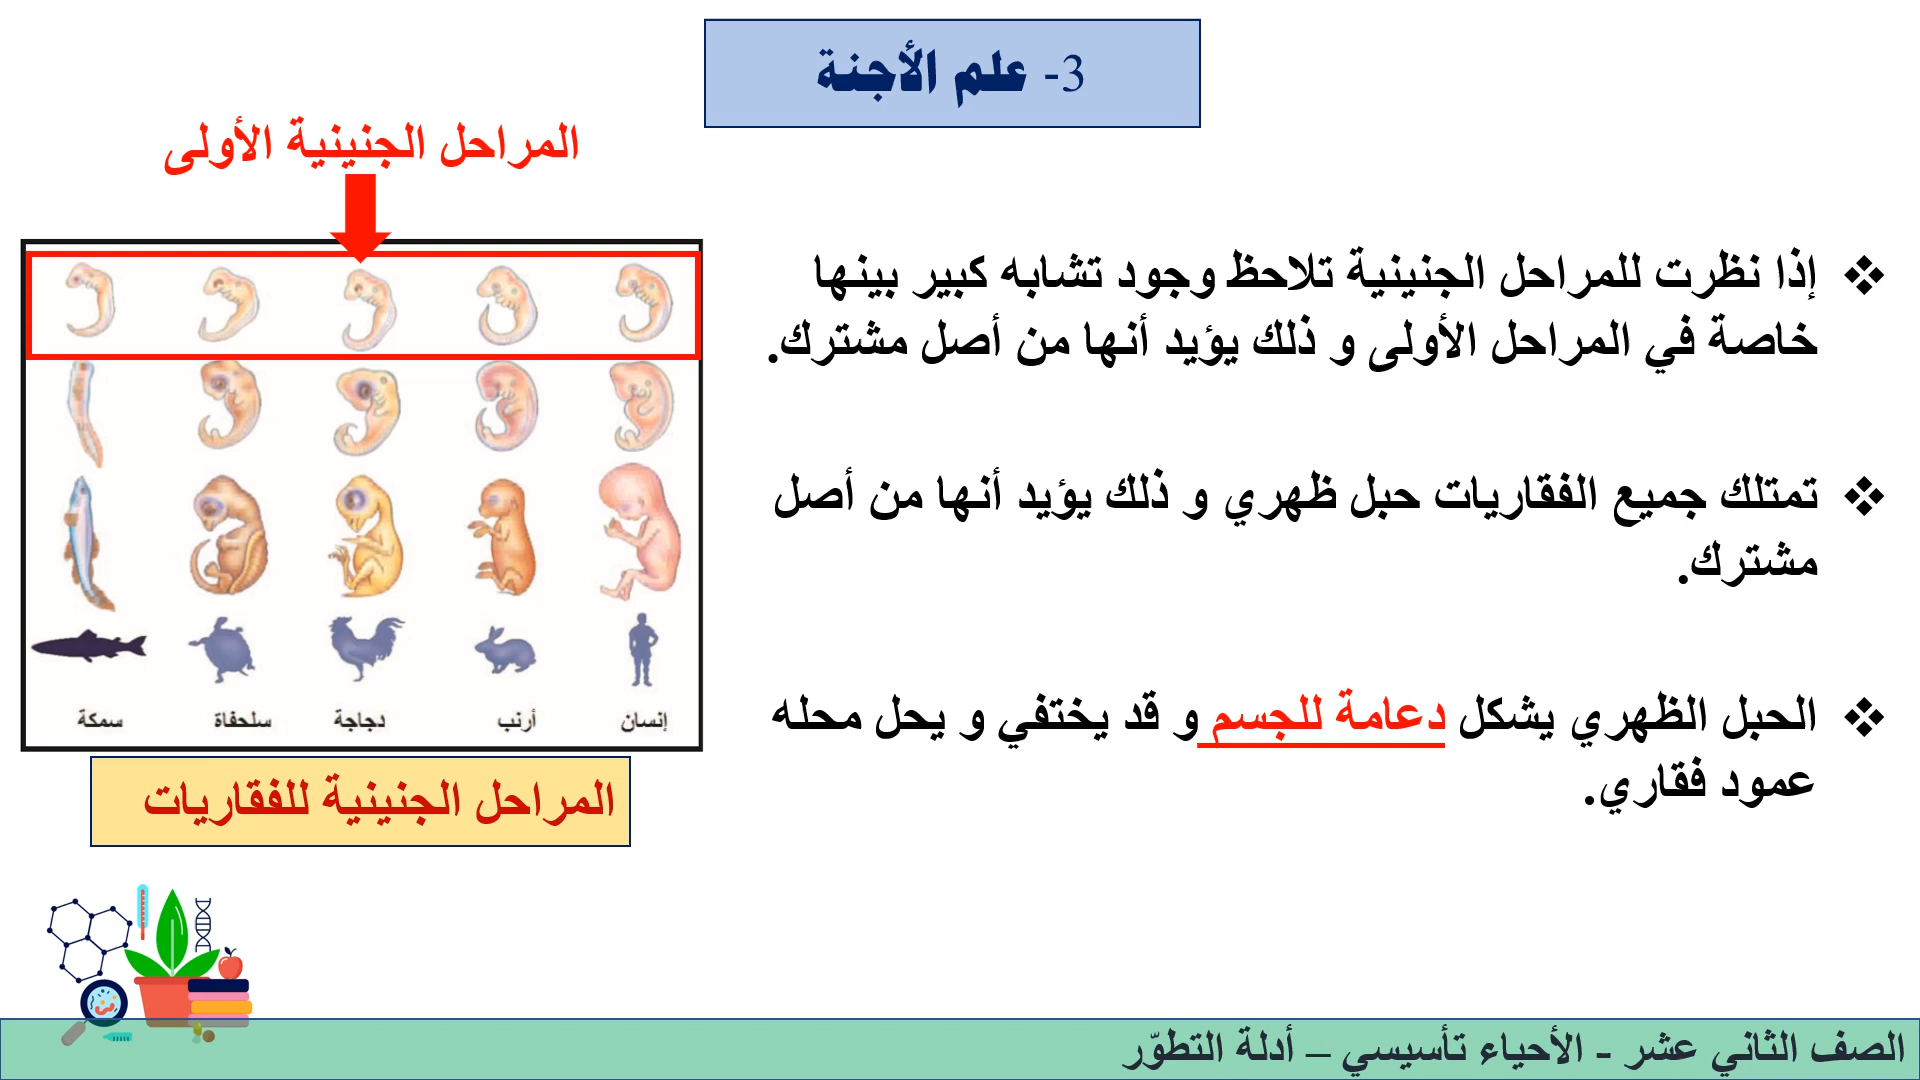 3- علم الأجنة
المراحل الجنينية الأولى
إذا نظرت للمراحل الجنينية تلاحظ وجود تشابه كبير بينها
خاصة في المراحل الأولى و ذلك يؤيد أنها من أصل مشترك.
تمتلك جميع الفقاريات حبل ظهري و ذلك يؤيد أنها من أصل
مشترك.
الحبل الظهري يشكل دعامة للجسم و قد يختفي و يحل محله
عمود فقاري.
إنسان أرنب دجاجة سلحفاة سمكة
المراحل الجنينية للفقاريات
الصف الثاني عشر - الأحياء تأسيسي – أدلة التطوّر